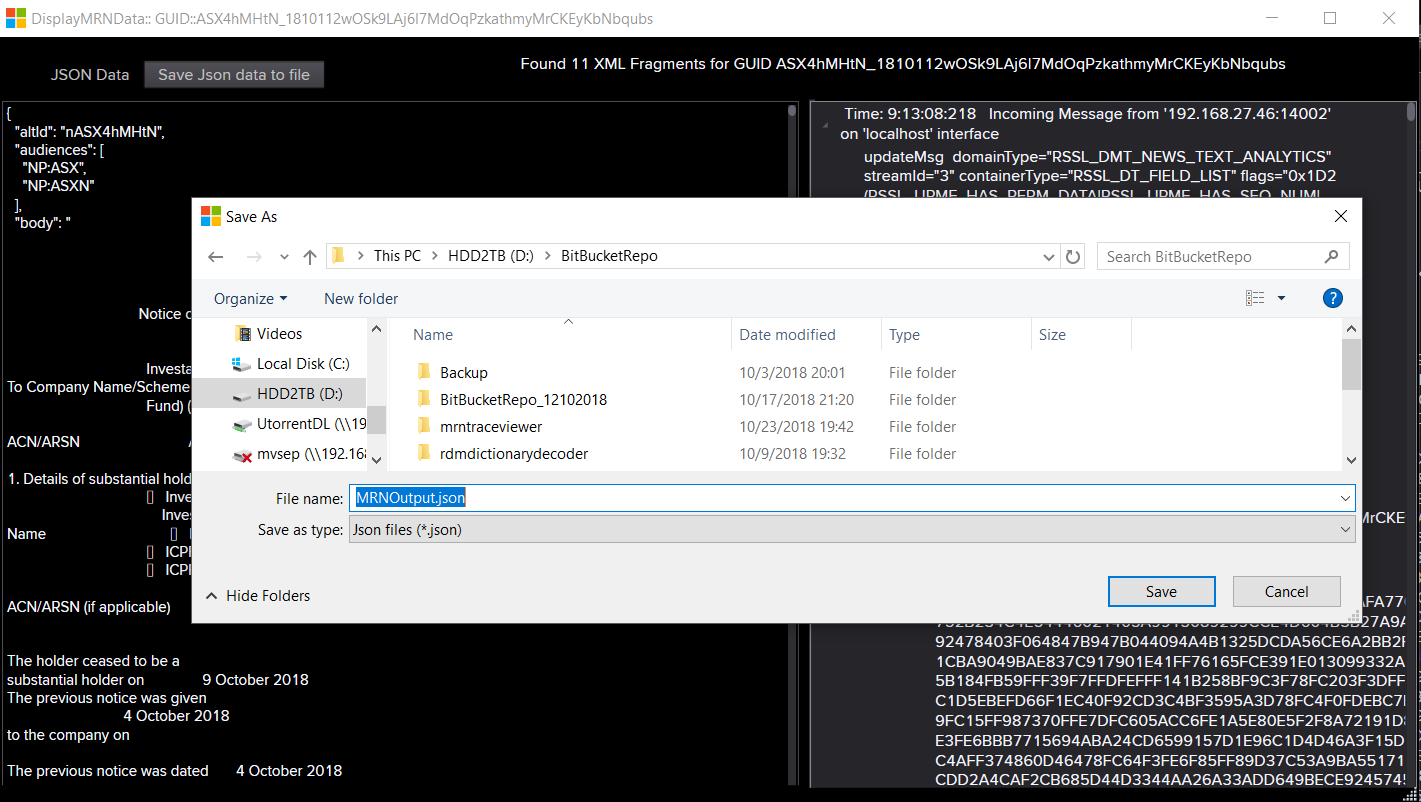 DisplayMRNData:: GUID::ASX4hMHtN_1810112wOSk9LAj6l7MdOqPzkathmyMrCKEyKbNbqubs
JSON Data
Save Json data to file
Found 11 XML Fragments for GUID ASX4hMHtN_1810112wOSk9LAj6l7MdOqPzkathmyMrCKEyKbNbqubs
{
"altId": "nASX4hMHtN",
"audiences": [
"NP:ASX",
"NP:ASXN"
],
"body": "
Notice
Investa
To Company Name/Scheme
Fund) (
ACN/ARSN
1. Details of substantial hold
[] Inve
Inves
Name []
[] ICPF
[] ICPF
ACN/ARSN (if applicable)
The holder ceased to be a
substantial holder on 9 October 2018
The previous notice was given
4 October 2018
to the company on
The previous notice was dated 4 October 2018
Time: 9:13:08:218 Incoming Message from '192.168.27.46:14002'
on 'localhost' interface
updateMsg domainType="RSSL_DMT_NEWS_TEXT_ANALYTICS"
streamId="3" containerType="RSSL_DT_FIELD_LIST" flags="0x1D2
(RSSL_UPMF_HAS_PERM_DATA|RSSL_UPMF_HAS_SEQ_NUM|
Save As
This PC > HDD2TB (D:) > BitBucketRepo
Search BitBucketRepo
Organize
New folder
?
Videos
Local Disk (C:)
HDD2TB (D:)
UtorrentDL (\\19
mvsep (\\192.168
Name Date modified Type Size
Backup 10/3/2018 20:01 File folder
BitBucketRepo_12102018 10/17/2018 21:20 File folder
mrntraceviewer 10/23/2018 19:42 File folder
rdmdictionarydecoder 10/9/2018 19:32 File folder
File name: MRNOutput.json
Save as type: Json files (*.json)
Hide Folders
Save
Cancel
MrCKE
AFA770
92478403F064847B947B044094A4B1325DCDA56CE6A2BB2F
1CBA9049BAE837C917901E41FF76165FCE391E013099332A
5B184FB59FFF39F7FFDFEFFF141B258BF9C3F78FC203F3DFF
C1D5EBEFD66F1EC40F92CD3C4BF3595A3D78FC4F0FDEBC7
9FC15FF987370FFE7DFC605ACC6FE1A5E80E5F2F8A72191D8
E3FE6BBB7715694ABA24CD6599157D1E96C1D4D46A3F15D
C4AFF374860D46478FC64F3FE6F85FF89D37C53A9BA55171
CDD2A4CAF2CB685D44D3344AA26A33ADD649BECE9245745